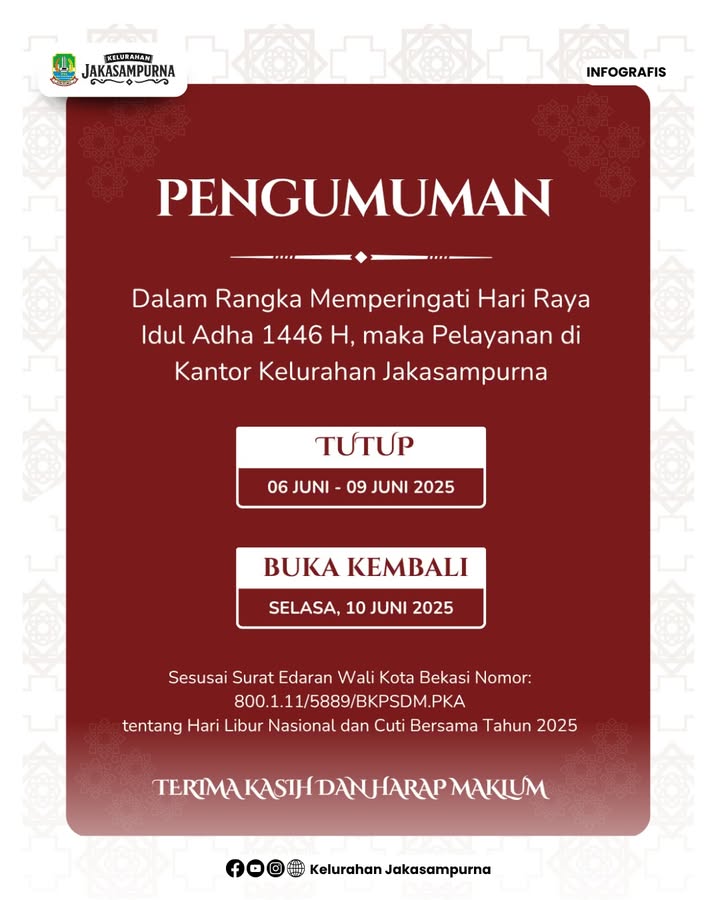 KELURAHAN
JAKASAMPURNA
INFOGRAFIS
PENGUMUMAN
Dalam Rangka Memperingati Hari Raya
Idul Adha 1446 H, maka Pelayanan di
Kantor Kelurahan Jakasampurna
TUTUP
06 JUNI - 09 JUNI 2025
BUKA KEMBALI
SELASA, 10 JUNI 2025
Sesusai Surat Edaran Wali Kota Bekasi Nomor:
800.1.11/5889/BKPSDM.PKA
tentang Hari Libur Nasional dan Cuti Bersama Tahun 2025
TERIMA KASIH DAN HARAP MAKLUM
Kelurahan Jakasampurna